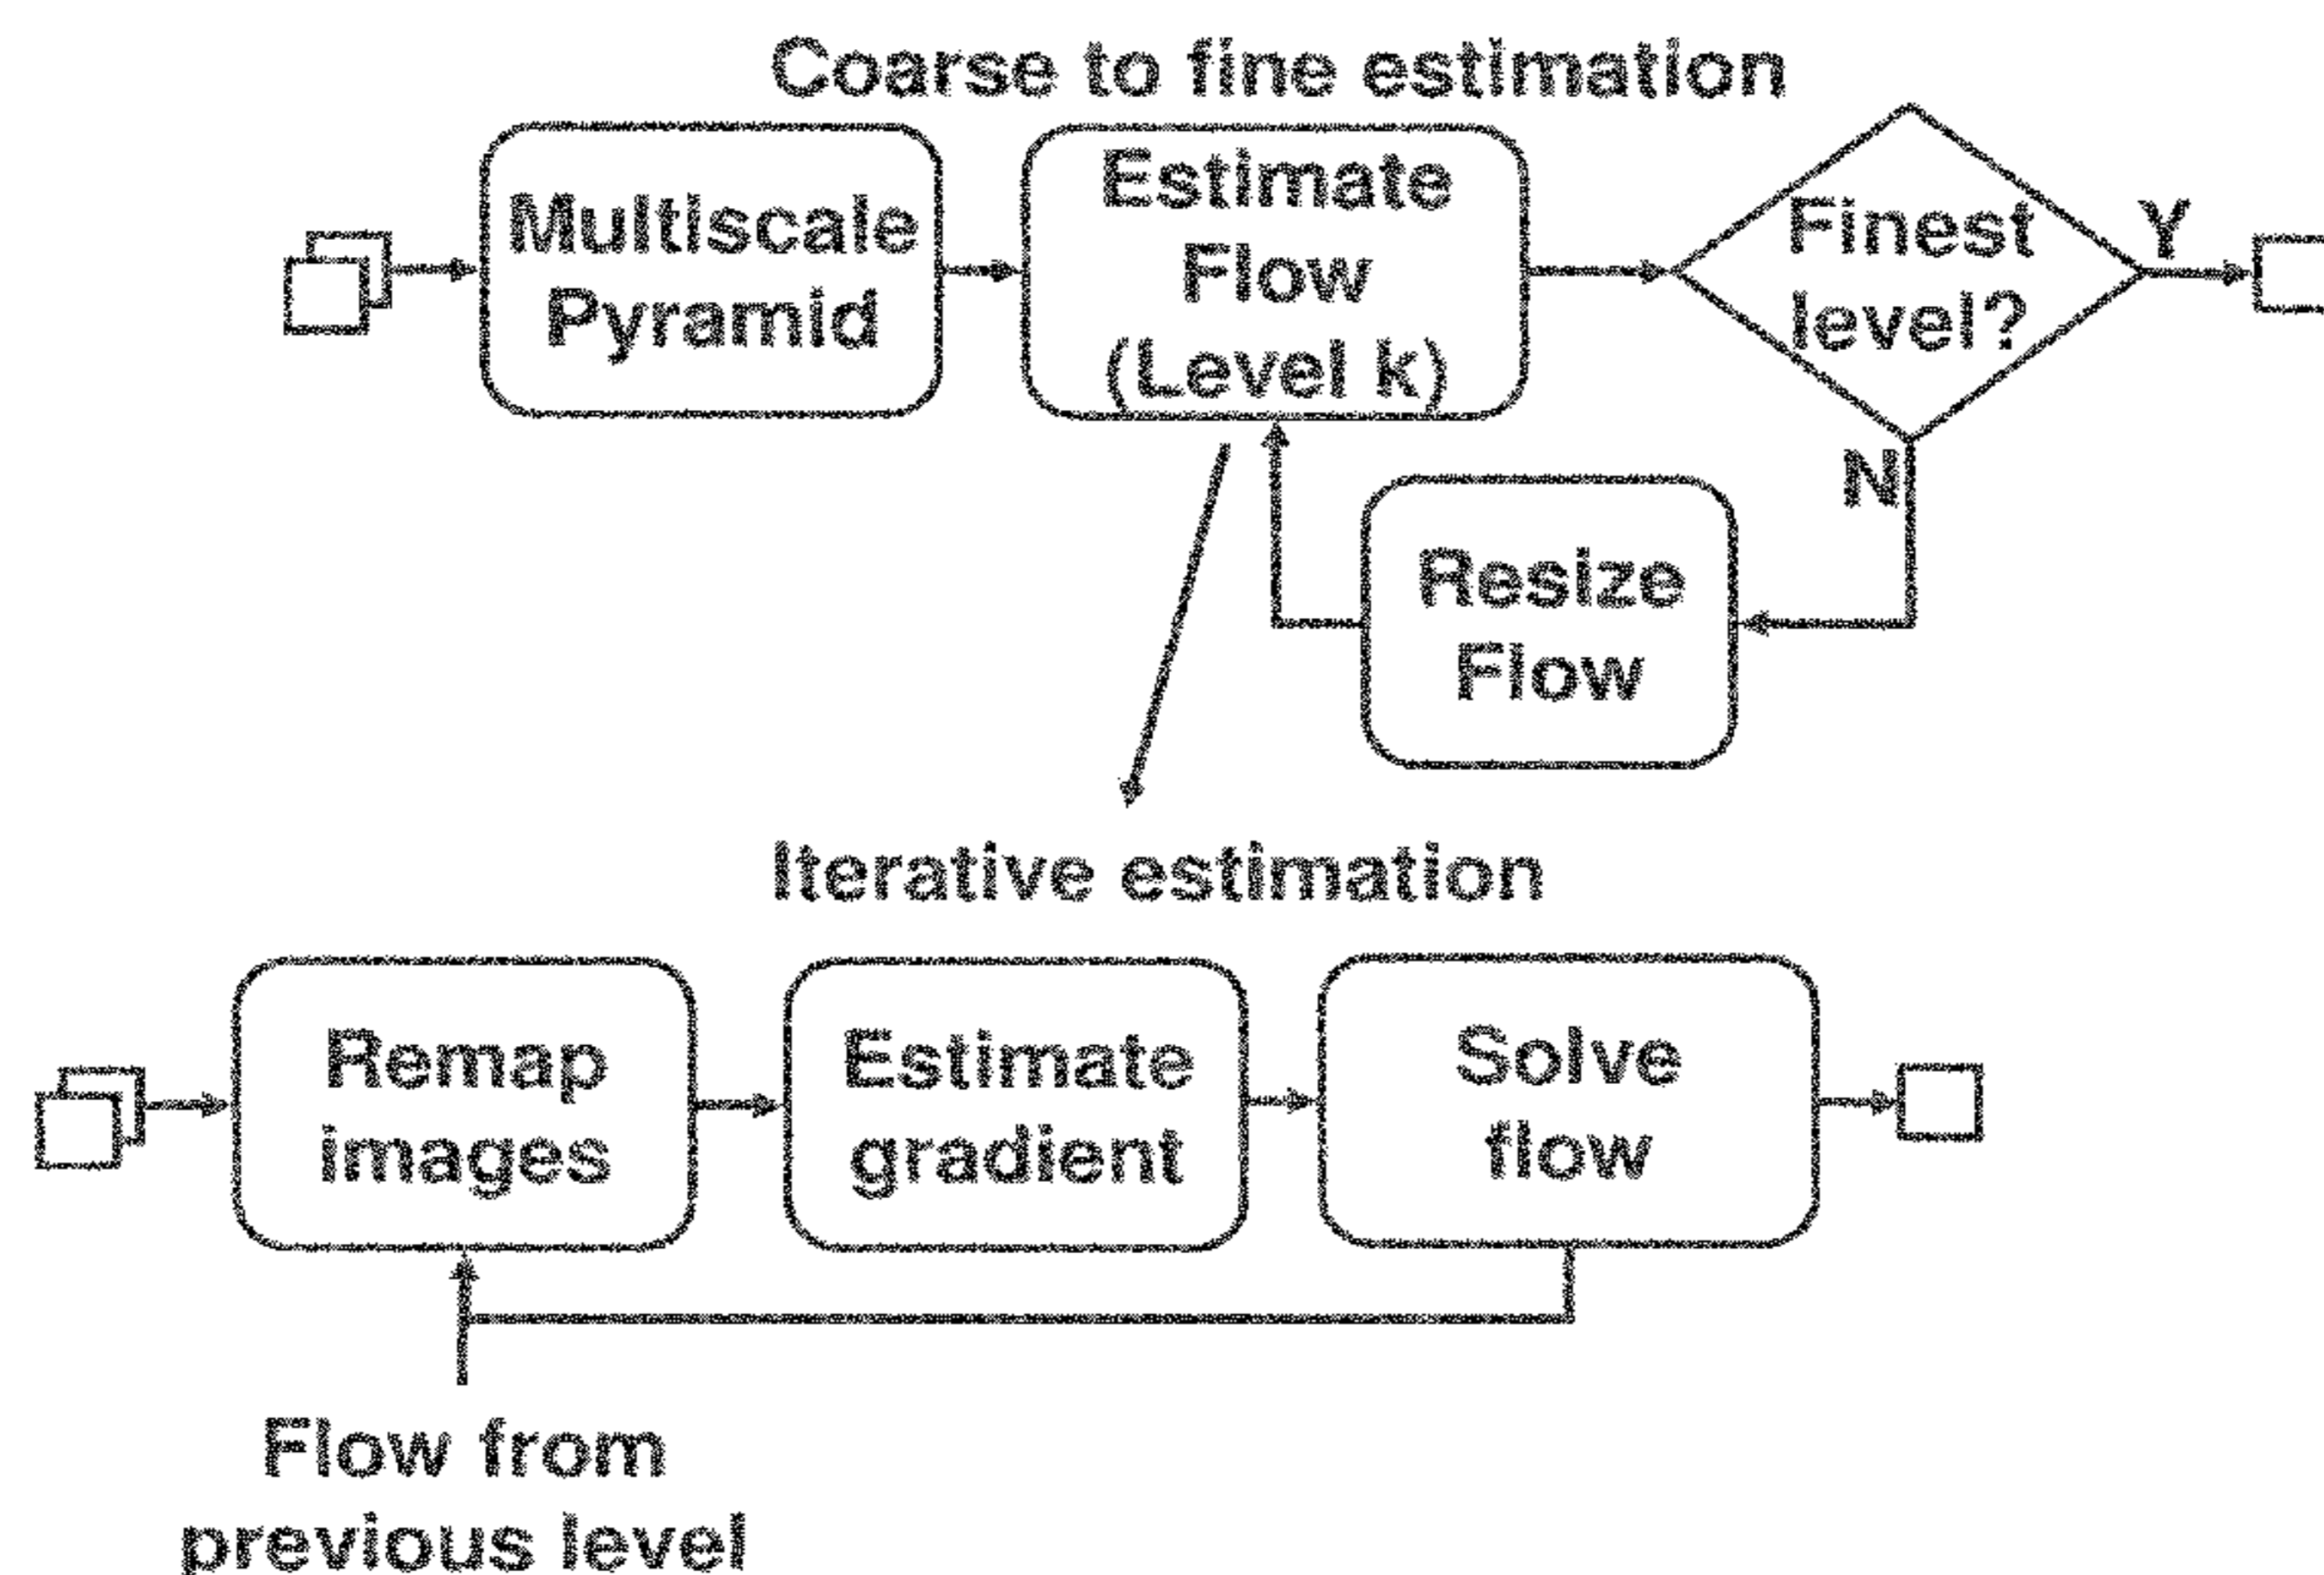 Coarse to fine estimation
Multiscale
Pyramid
Estimate
Flow
(Level k)
Finest
level?
Y
N
Resize
Flow
Iterative estimation
Remap
images
Estimate
gradient
Solve
flow
Flow from
previous level